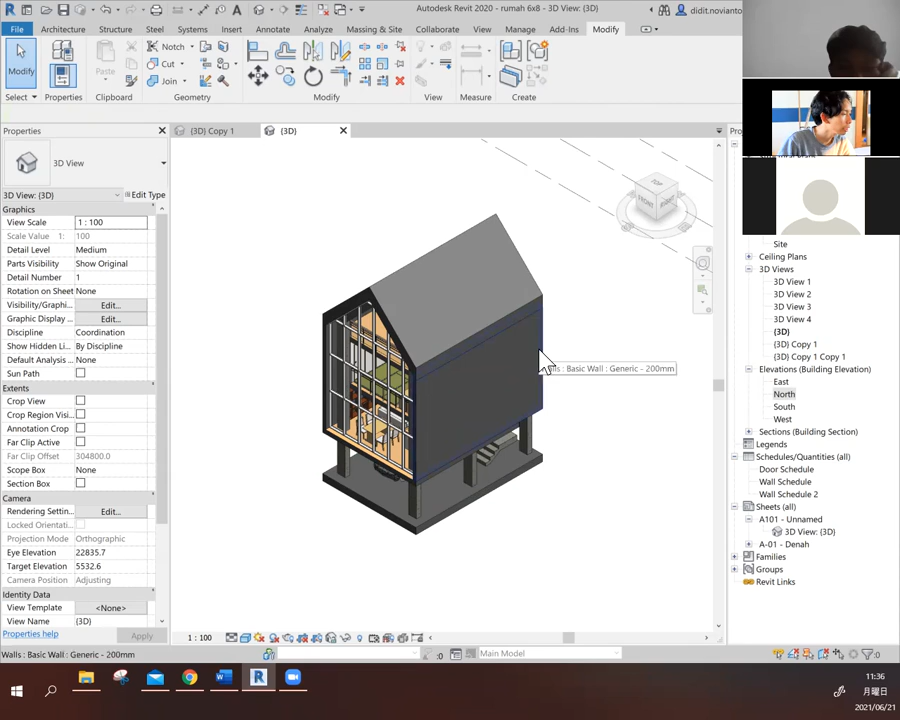 Autodesk Revit 2020 - rumah 6x8 - 3D View: {3D}
didit.novianto
File
Architecture
Structure
Steel
Systems
Insert
Annotate
Analyze
Massing & Site
Collaborate
View
Manage
Add-Ins
Modify
Modify
Notch
Cut
Join
Paste
Select
Properties
Clipboard
Geometry
Modify
View
Measure
Create
Properties
{3D} Copy 1
{3D}
3D View
3D View: {3D}
Edit Type
Graphics
View Scale 1 : 100
Scale Value 1: 100
Detail Level Medium
Parts Visibility Show Original
Detail Number 1
Rotation on Sheet None
Visibility/Graphi... Edit...
Graphic Display ... Edit...
Discipline Coordination
Show Hidden Li... By Discipline
Default Analysis ... None
Sun Path
Extents
Crop View
Crop Region Visi...
Annotation Crop
Far Clip Active
Far Clip Offset 304800.0
Scope Box None
Section Box
Camera
Rendering Settin... Edit...
Locked Orientati...
Projection Mode Orthographic
Eye Elevation 22835.7
Target Elevation 5532.6
Camera Position Adjusting
Identity Data
View Template <None>
View Name {3D}
Properties help
Apply
TOP
FRONT
RIGHT
: Basic Wall : Generic - 200mm
Site
Ceiling Plans
3D Views
3D View 1
3D View 2
3D View 3
3D View 4
{3D}
{3D} Copy 1
{3D} Copy 1 Copy 1
Elevations (Building Elevation)
East
North
South
West
Sections (Building Section)
Legends
Schedules/Quantities (all)
Door Schedule
Wall Schedule
Wall Schedule 2
Sheets (all)
A101 - Unnamed
3D View: {3D}
A-01 - Denah
Families
Groups
Revit Links
1 : 100
Walls : Basic Wall : Generic - 200mm
:0
Main Model
:0
11:36
月曜日
2021/06/21